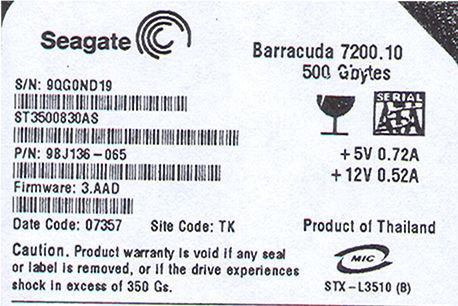 Seagate
Barracuda 7200.10
500 Gbytes
S/N: 9QG0ND19
ST3500830AS
SERIAL
ATA
P/N: 9BJ136-065
+5V 0.72A
+12V 0.52A
Firmware: 3.AAD
Date Code: 07357 Site Code: TK
Product of Thailand
Caution. Product warranty is void if any seal
or label is removed, or if the drive experiences
shock in excess of 350 Gs.
MIC
STX-L3510 (B)